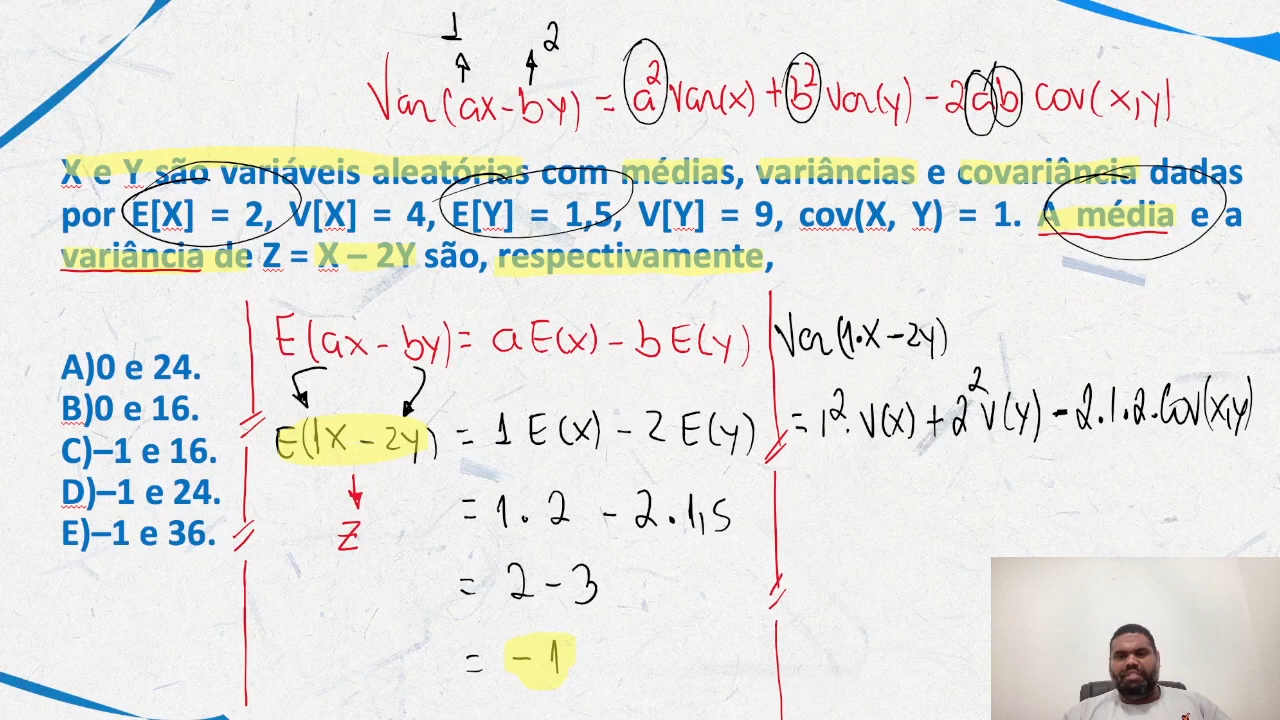 1 2
Var(ax-by) = a² Var(x) + b² Var(y) - 2ab cov(x,y)
X e Y são variáveis aleatórias com médias, variâncias e covariância dadas
por E[X] = 2, V[X] = 4, E[Y] = 1,5, V[Y] = 9, cov(X, Y) = 1. A média e a
variância de Z = X – 2Y são, respectivamente,
A)0 e 24.
B)0 e 16.
C)–1 e 16.
D)–1 e 24.
E)–1 e 36.
E(ax - by) = a E(x) - b E(y)
E(1x - 2y) = 1 E(x) - 2 E(y)
Z
= 1. 2 - 2. 1,5
= 2 - 3
= - 1
Var(1.X - 2y)
= 1². V(x) + 2² V(y) - 2.1.2.Cov(x,y)